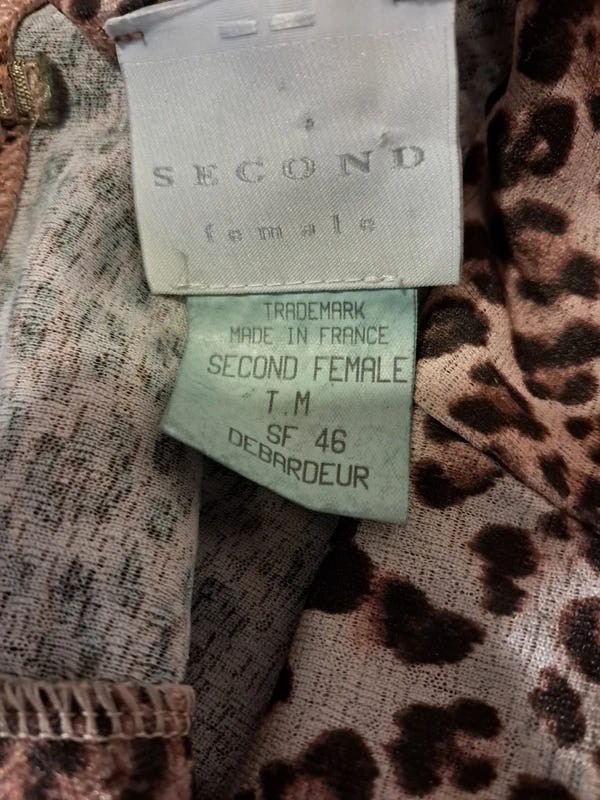 SECOND
female
TRADEMARK
MADE IN FRANCE
SECOND FEMALE
T.M
SF 46
DEBARDEUR